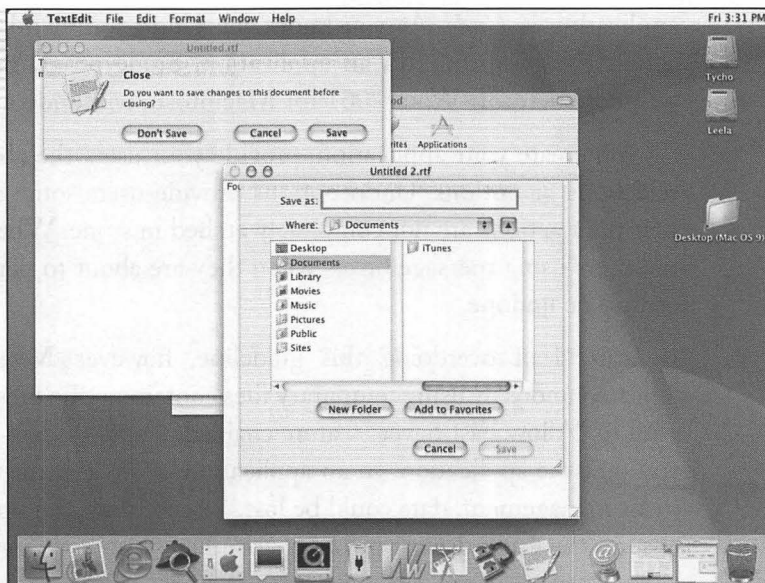 TextEdit File Edit Format Window Help Fri 3:31 PM
Untitled.rtf
Close
Do you want to save changes to this document before
closing?
Don't Save Cancel Save
Applications
Tycho
Leela
Desktop (Mac OS 9)
Untitled 2.rtf
Save as:
Where: Documents
Desktop
Documents
Library
Movies
Music
Pictures
Public
Sites
iTunes
New Folder Add to Favorites
Cancel Save